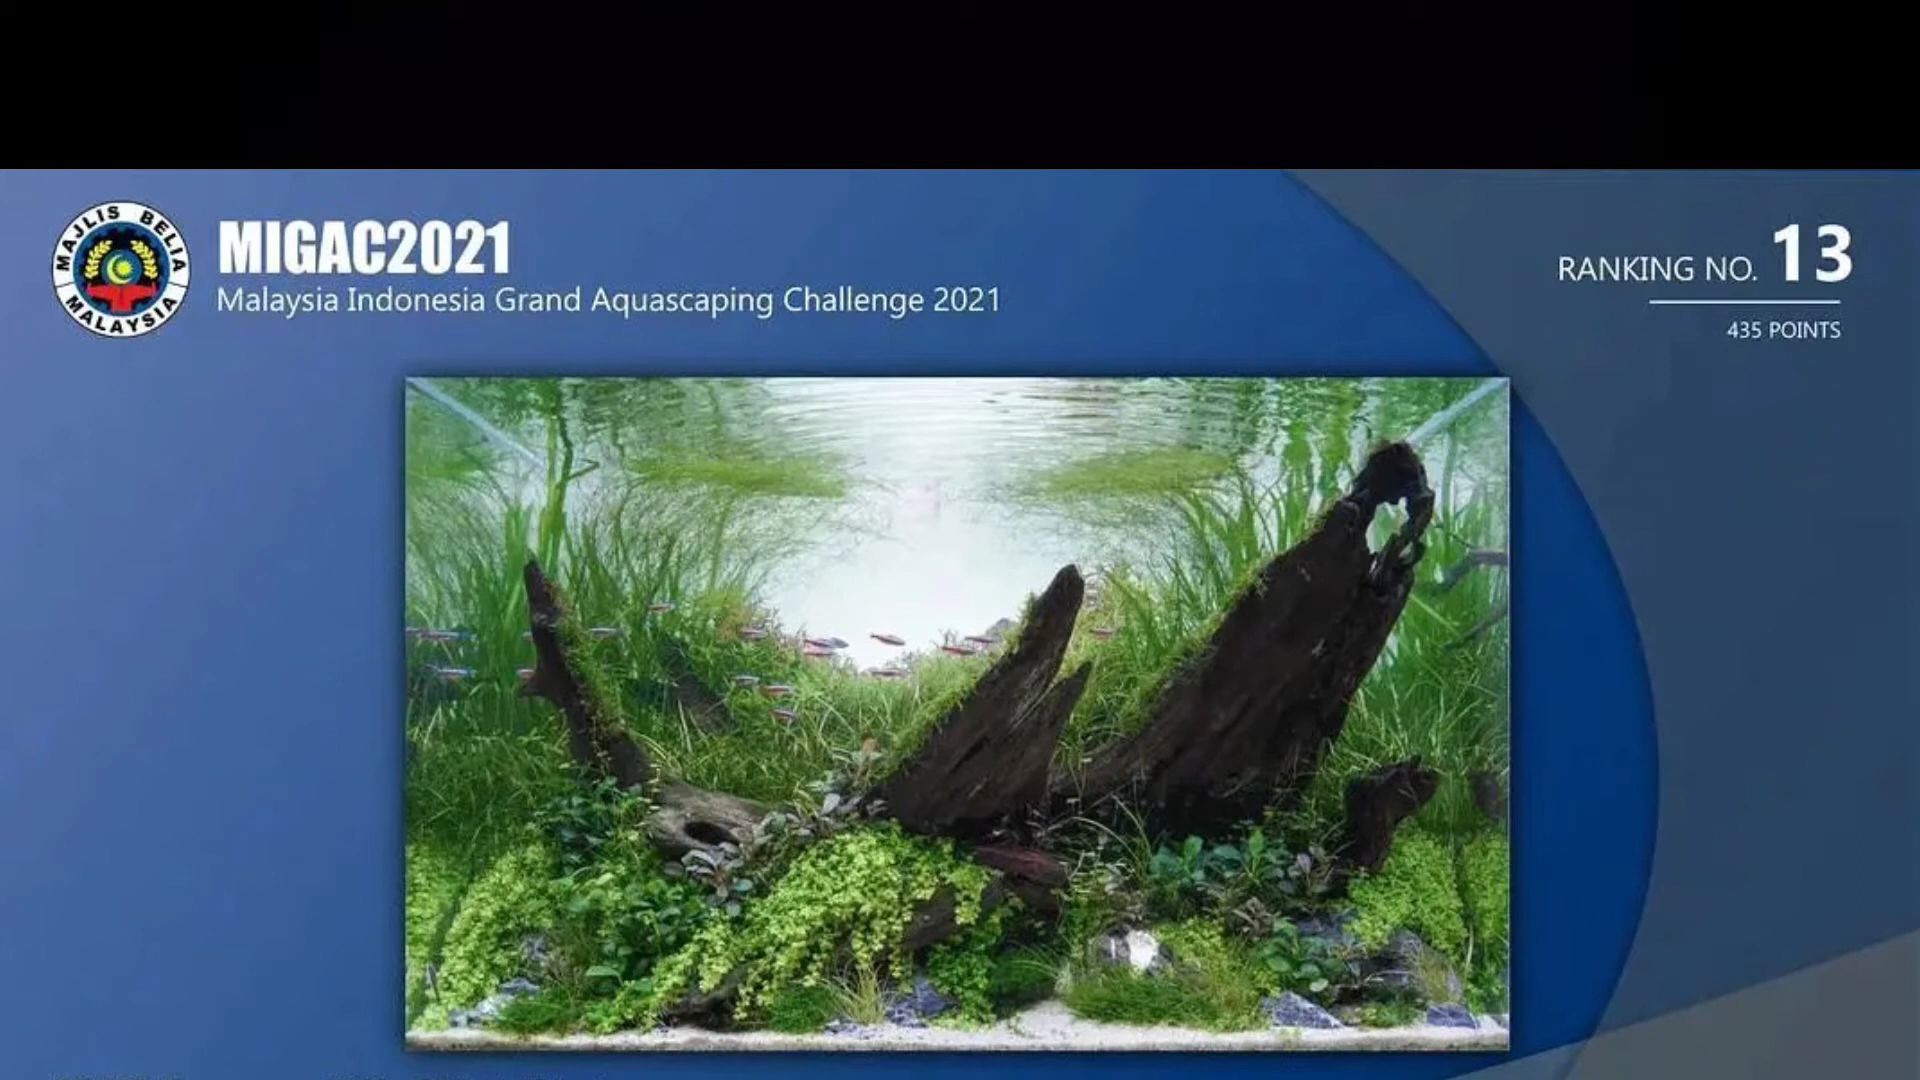 MAJLIS BELIA
MALAYSIA
MIGAC2021
Malaysia Indonesia Grand Aquascaping Challenge 2021
RANKING NO. 13
435 POINTS